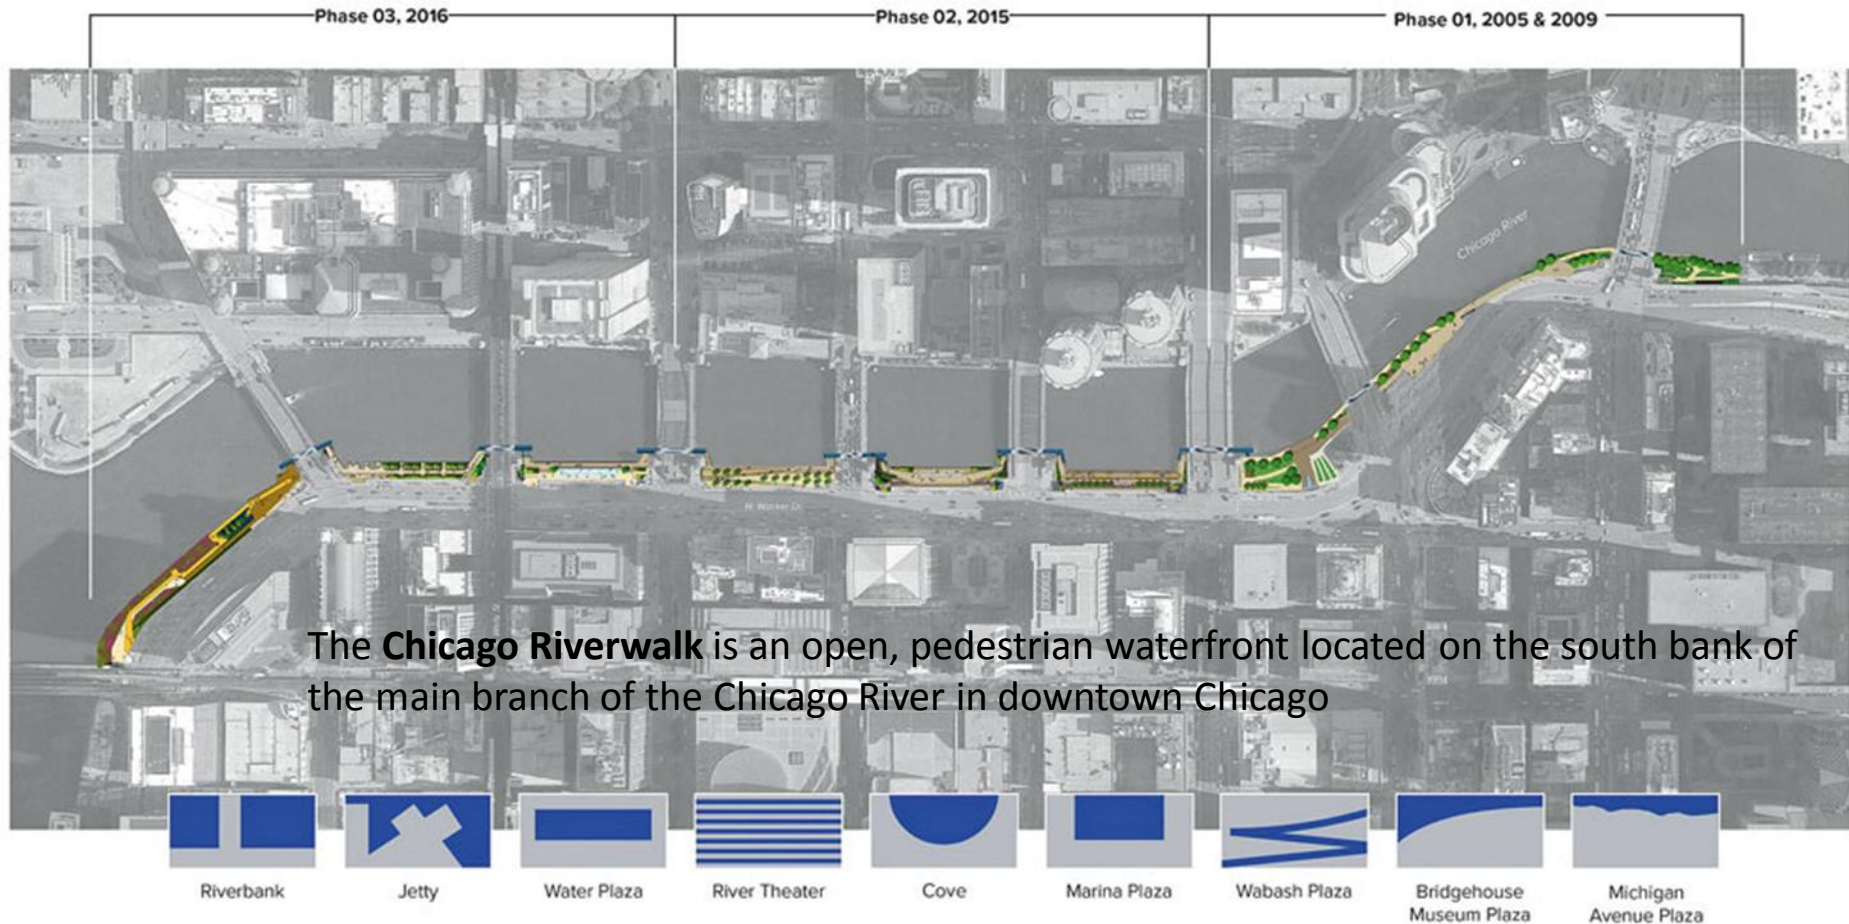 Phase 03, 2016
Phase 02, 2015
Phase 01, 2005 & 2009
Chicago River
W Wacker Dr.
The Chicago Riverwalk is an open, pedestrian waterfront located on the south bank of
the main branch of the Chicago River in downtown Chicago
Riverbank
Jetty
Water Plaza
River Theater
Cove
Marina Plaza
Wabash Plaza
Bridgehouse
Museum Plaza
Michigan
Avenue Plaza